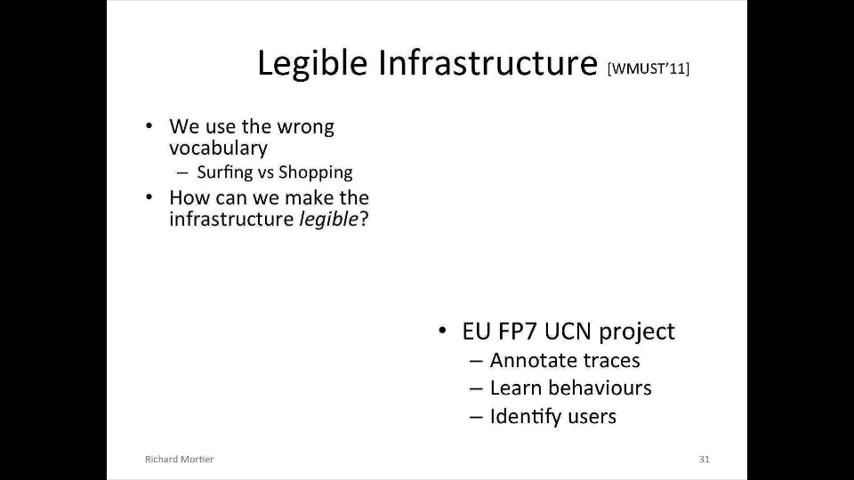 Legible Infrastructure [WMUST'11]
• We use the wrong
vocabulary
– Surfing vs Shopping
• How can we make the
infrastructure legible?
• EU FP7 UCN project
– Annotate traces
– Learn behaviours
– Identify users
Richard Mortier
31